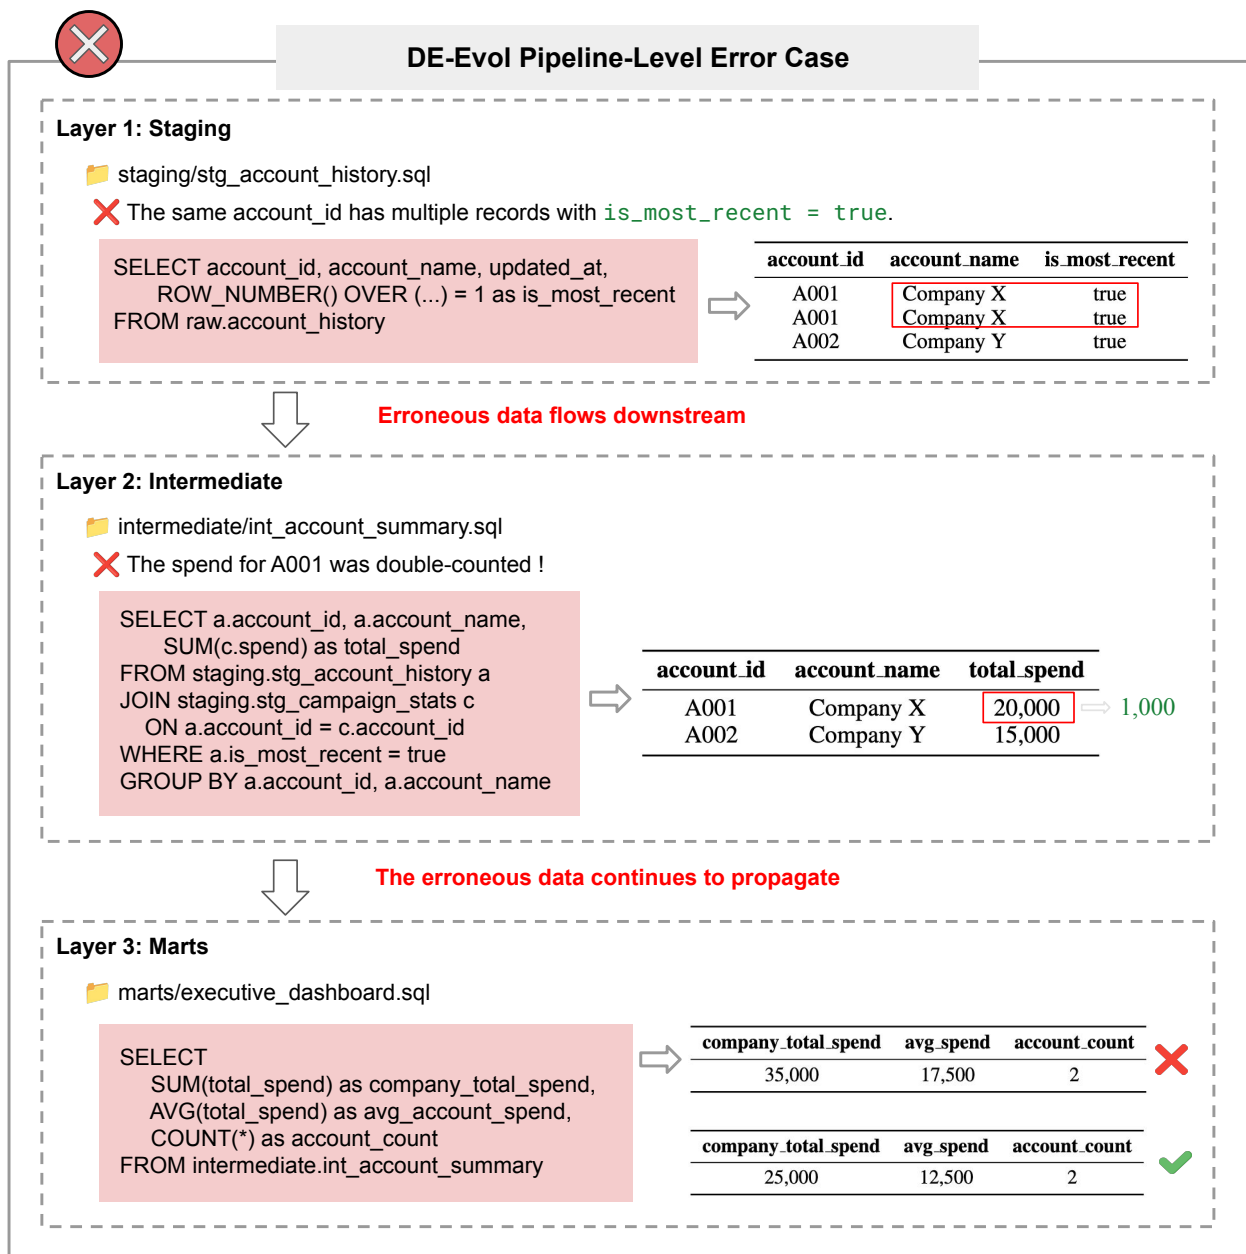 DE-Evol Pipeline-Level Error Case
Layer 1: Staging
staging/stg_account_history.sql
The same account_id has multiple records with is_most_recent = true.
SELECT account_id, account_name, updated_at,
ROW_NUMBER() OVER (...) = 1 as is_most_recent
FROM raw.account_history
account_id account_name is_most_recent
A001 Company X true
A001 Company X true
A002 Company Y true
Erroneous data flows downstream
Layer 2: Intermediate
intermediate/int_account_summary.sql
The spend for A001 was double-counted !
SELECT a.account_id, a.account_name,
SUM(c.spend) as total_spend
FROM staging.stg_account_history a
JOIN staging.stg_campaign_stats c
ON a.account_id = c.account_id
WHERE a.is_most_recent = true
GROUP BY a.account_id, a.account_name
account_id account_name total_spend
A001 Company X 20,000 1,000
A002 Company Y 15,000
The erroneous data continues to propagate
Layer 3: Marts
marts/executive_dashboard.sql
SELECT
SUM(total_spend) as company_total_spend,
AVG(total_spend) as avg_account_spend,
COUNT(*) as account_count
FROM intermediate.int_account_summary
company_total_spend avg_spend account_count
35,000 17,500 2
company_total_spend avg_spend account_count
25,000 12,500 2